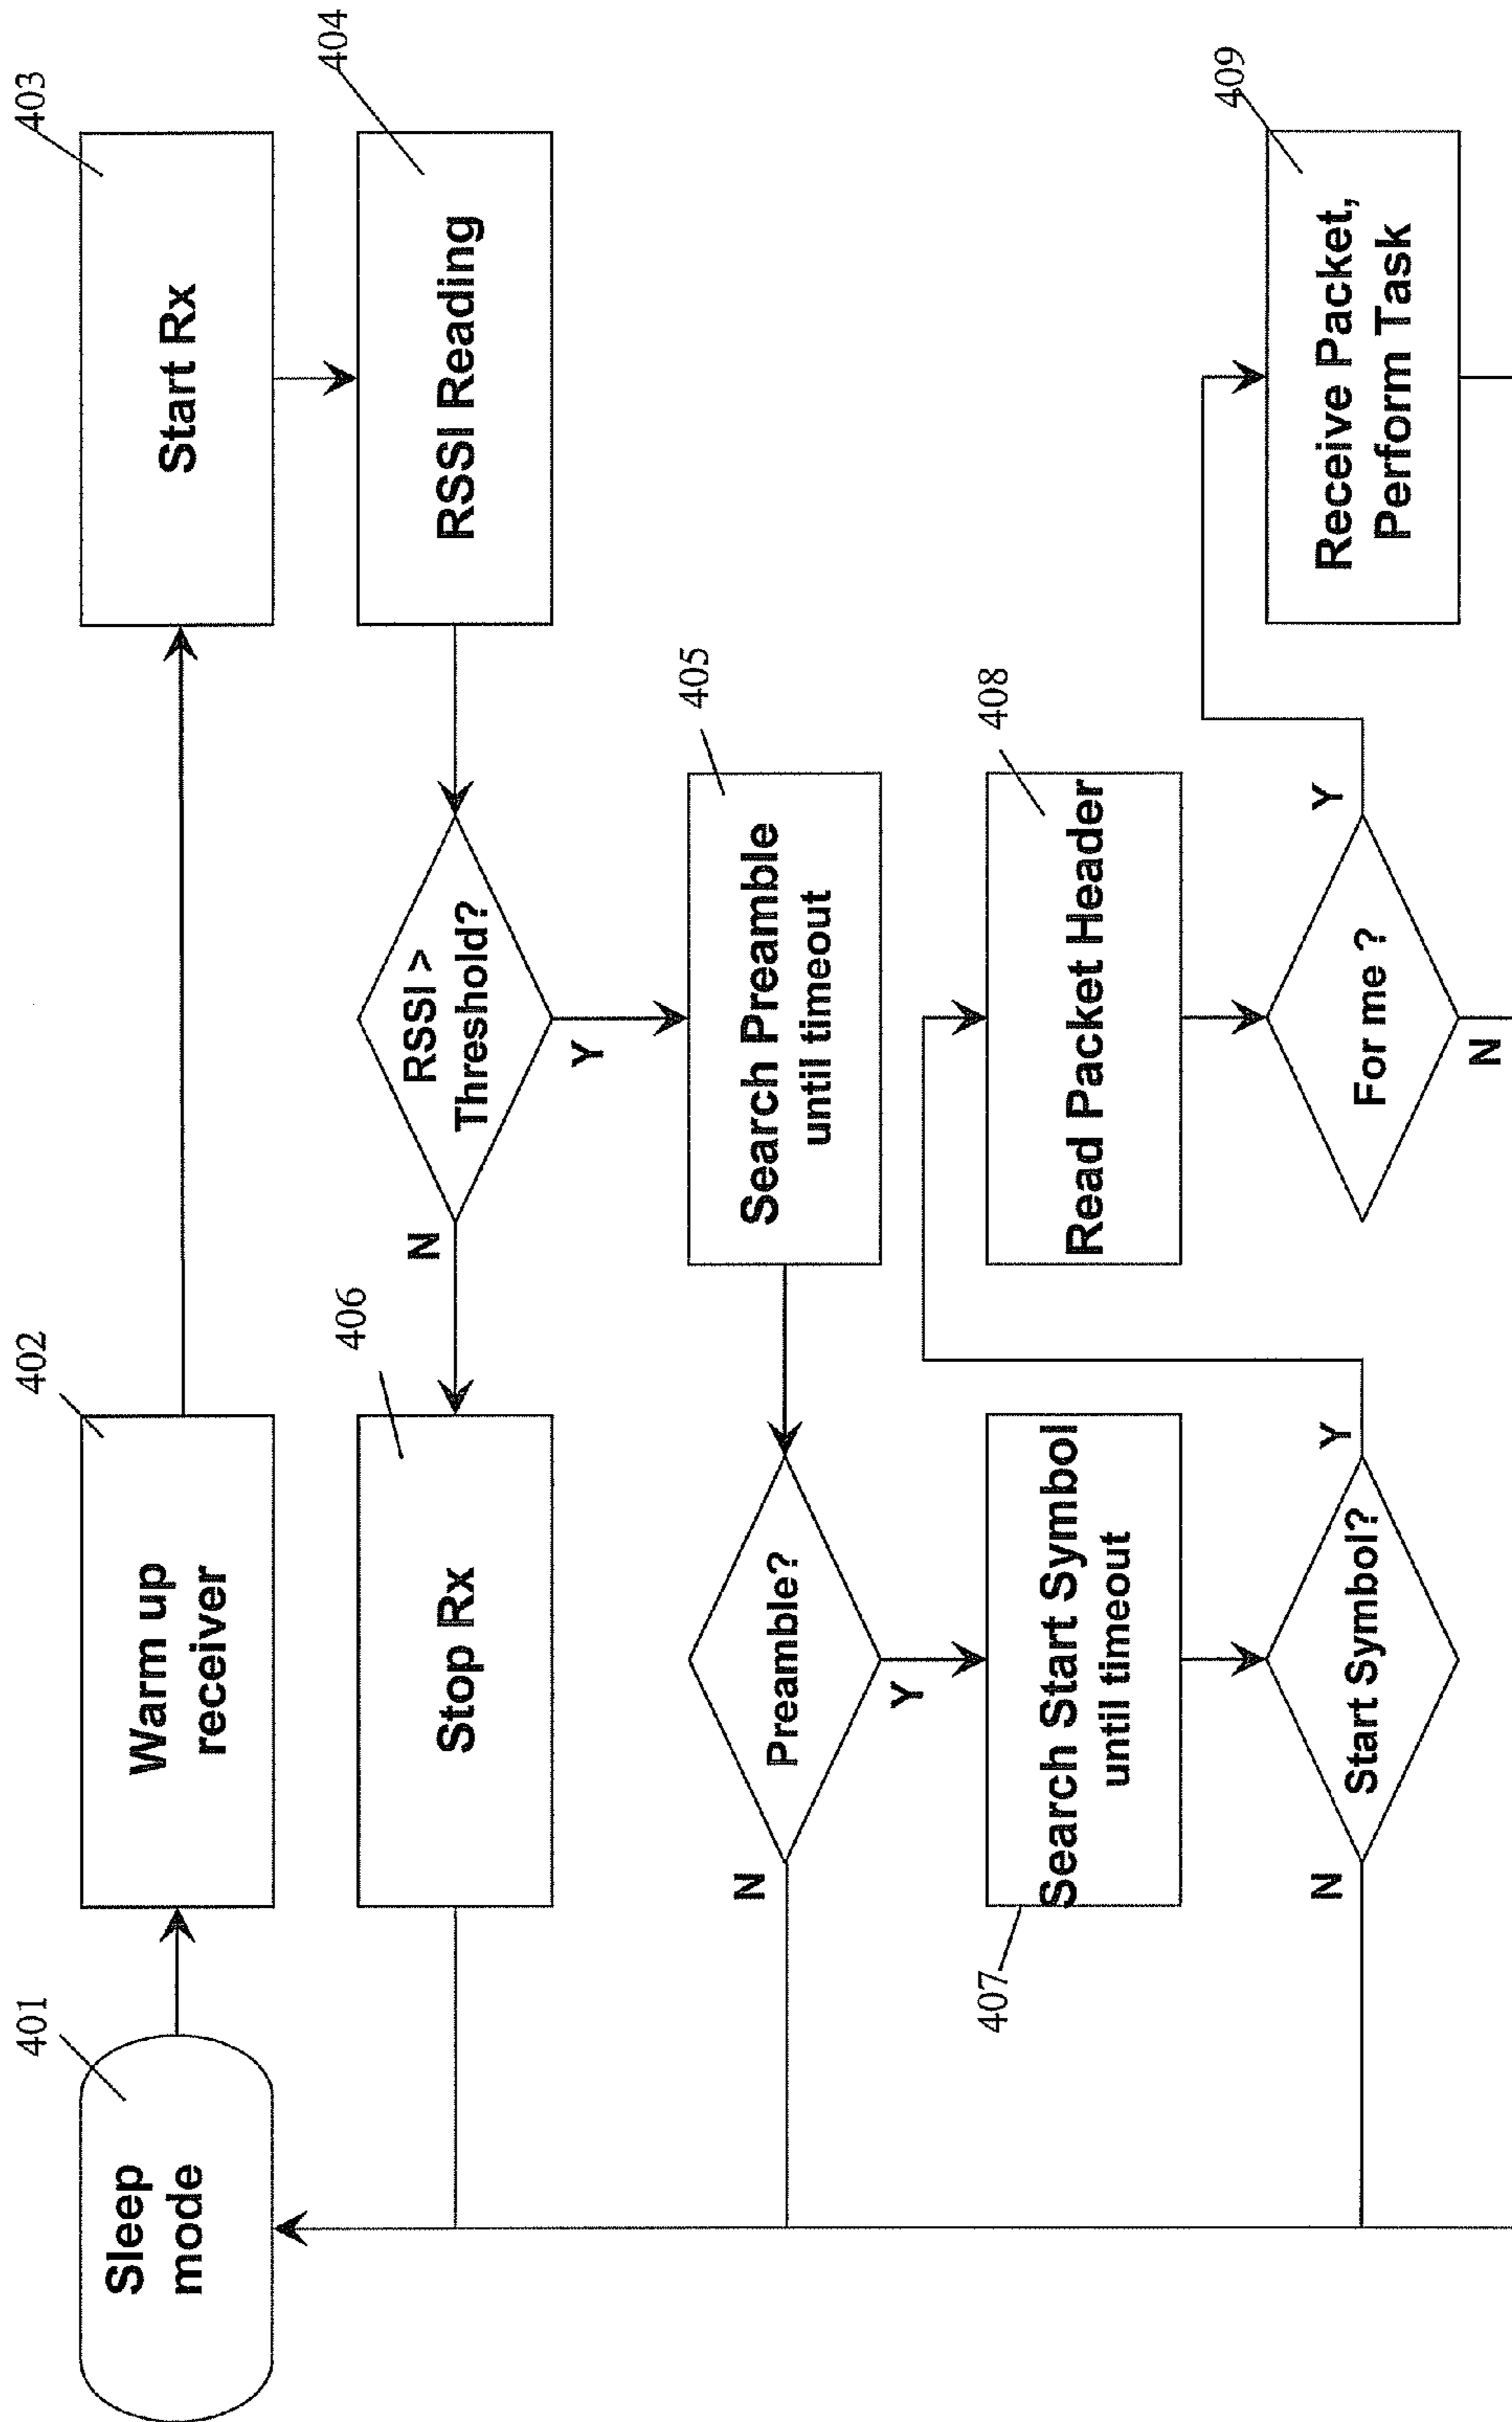 401
Sleep
mode
402
Warm up
receiver
403
Start Rx
404
RSSI Reading
RSSI >
Threshold?
N
Y
406
Stop Rx
405
Search Preamble
until timeout
Preamble?
N
Y
407
Search Start Symbol
until timeout
Start Symbol?
N
Y
408
Read Packet Header
For me ?
Y
N
409
Receive Packet,
Perform Task